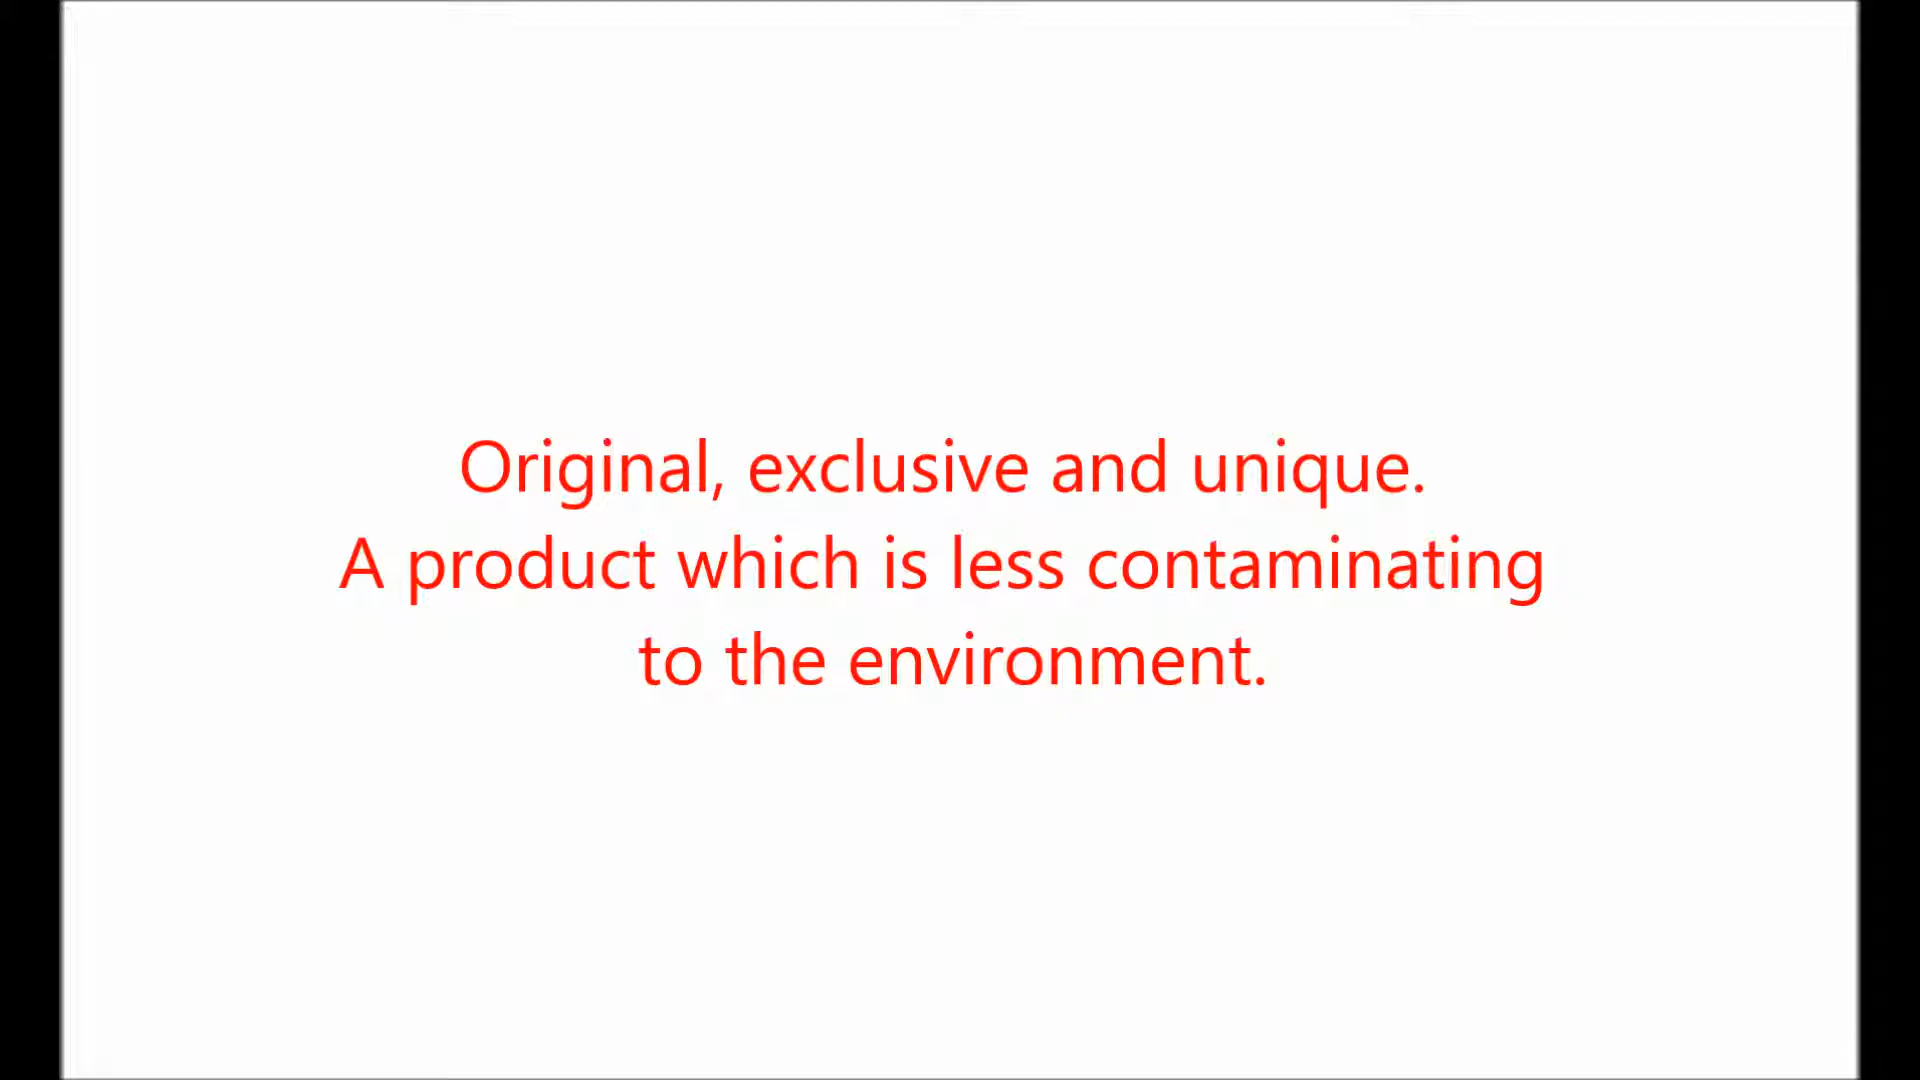 Original, exclusive and unique.
A product which is less contaminating
to the environment.